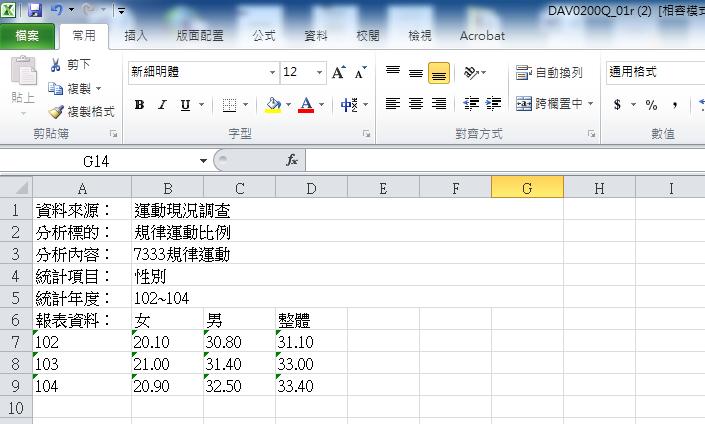 DAV0200Q_01r (2) [相容模式
檔案 常用 插入 版面配置 公式 資料 校閱 檢視 Acrobat
剪下
新細明體 12 A A 自動換列 通用格式
貼上 複製
B I U A 中文 跨欄置中 $ % ,
複製格式
剪貼簿 字型 對齊方式 數值
G14 fx
A B C D E F G H I
1 資料來源： 運動現況調查
2 分析標的： 規律運動比例
3 分析內容： 7333規律運動
4 統計項目： 性別
5 統計年度： 102~104
6 報表資料： 女 男 整體
7 102 20.10 30.80 31.10
8 103 21.00 31.40 33.00
9 104 20.90 32.50 33.40
10